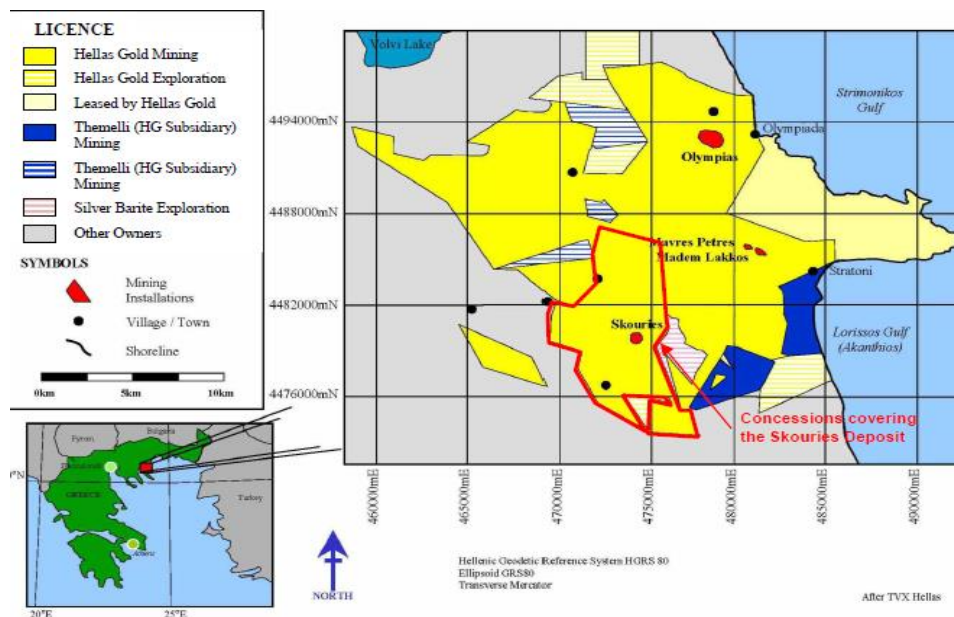 LICENCE
Hellas Gold Mining
Hellas Gold Exploration
Leased by Hellas Gold
Themelli (HG Subsidiary)
Mining
Themelli (HG Subsidiary)
Mining
Silver Barite Exploration
Other Owners
SYMBOLS
Mining
Installations
Village / Town
Shoreline
0km
5km
10km
Volvi Lake
Strimonikos
Gulf
4494000mN
Olympiada
Olympias
4488000mN
Mavres Petres
Madem Lakkos
Stratoni
4482000mN
Skouries
Lorissos Gulf
(Akanthios)
4476000mN
Concessions covering
the Skouries Deposit
460000mE
465000mE
470000mE
475000mE
480000mE
485000mE
490000mE
Fyrom
Bulgaria
GREECE
Turkey
Athens
20°E
25°E
NORTH
Hellenic Geodetic Reference System HGRS 80
Ellipsoid GRS80
Transverse Mercator
After TVX Hellas